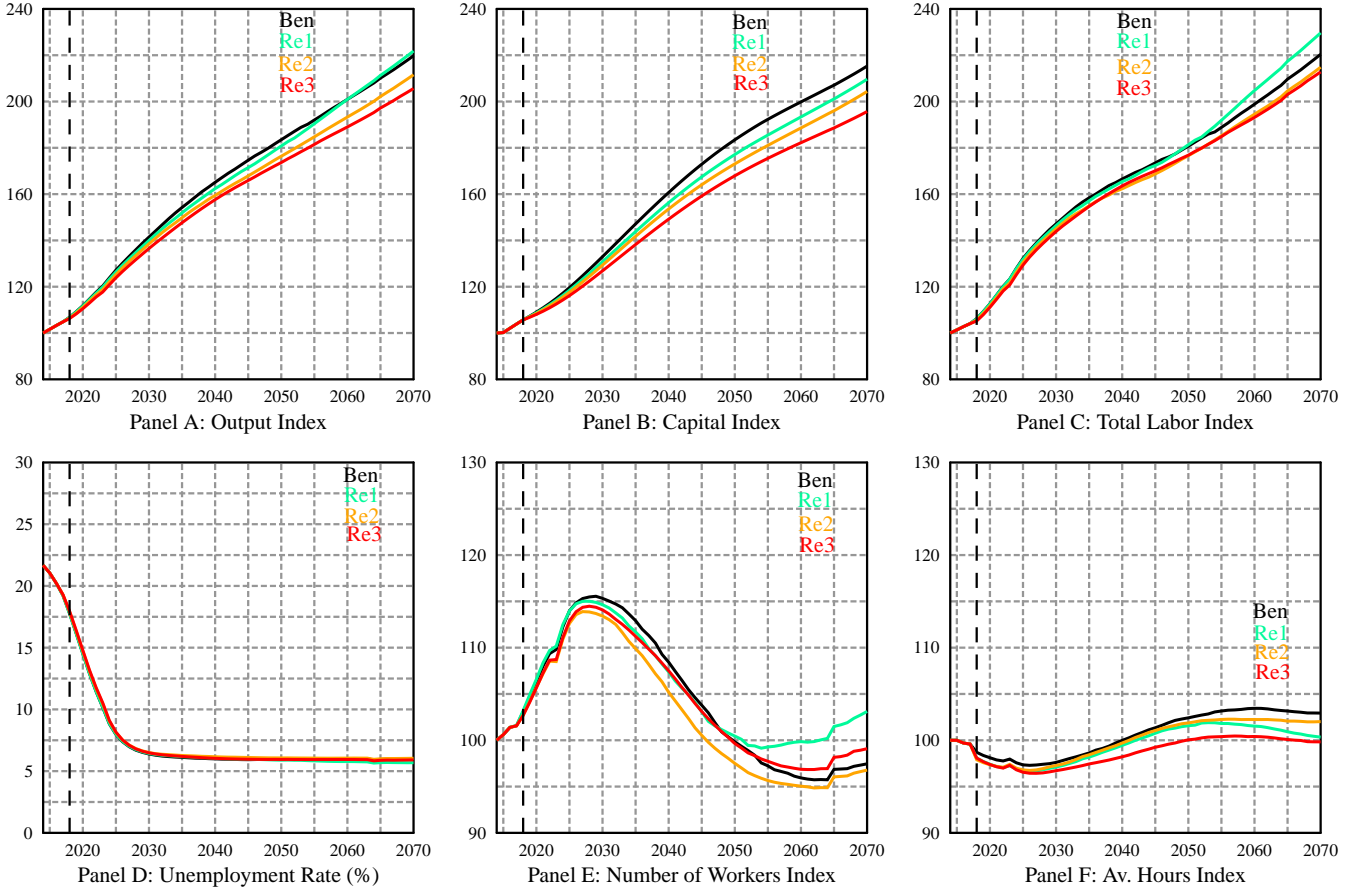 240
200
160
120
80
Ben
Re1
Re2
Re3
2020 2030 2040 2050 2060 2070
Panel A: Output Index
240
200
160
120
80
Ben
Re1
Re2
Re3
2020 2030 2040 2050 2060 2070
Panel B: Capital Index
240
200
160
120
80
Ben
Re1
Re2
Re3
2020 2030 2040 2050 2060 2070
Panel C: Total Labor Index
30
25
20
15
10
5
0
Ben
Re1
Re2
Re3
2020 2030 2040 2050 2060 2070
Panel D: Unemployment Rate (%)
130
120
110
100
90
Ben
Re1
Re2
Re3
2020 2030 2040 2050 2060 2070
Panel E: Number of Workers Index
130
120
110
100
90
Ben
Re1
Re2
Re3
2020 2030 2040 2050 2060 2070
Panel F: Av. Hours Index